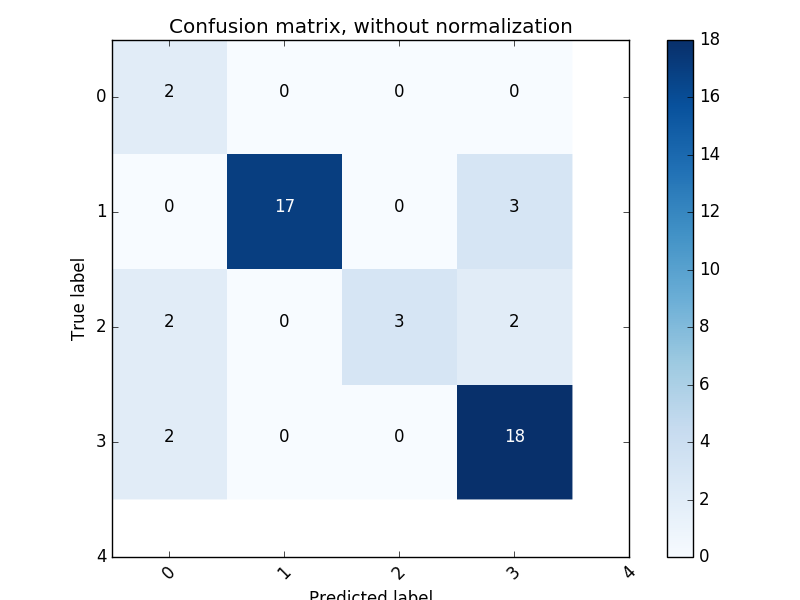 Confusion matrix, without normalization
18
0 2 0 0 0
16
14
1 0 17 0 3
12
True label
10
2 2 0 3 2
8
6
3 2 0 0 18
4
2
4 0
0 1 2 3 4
Predicted label